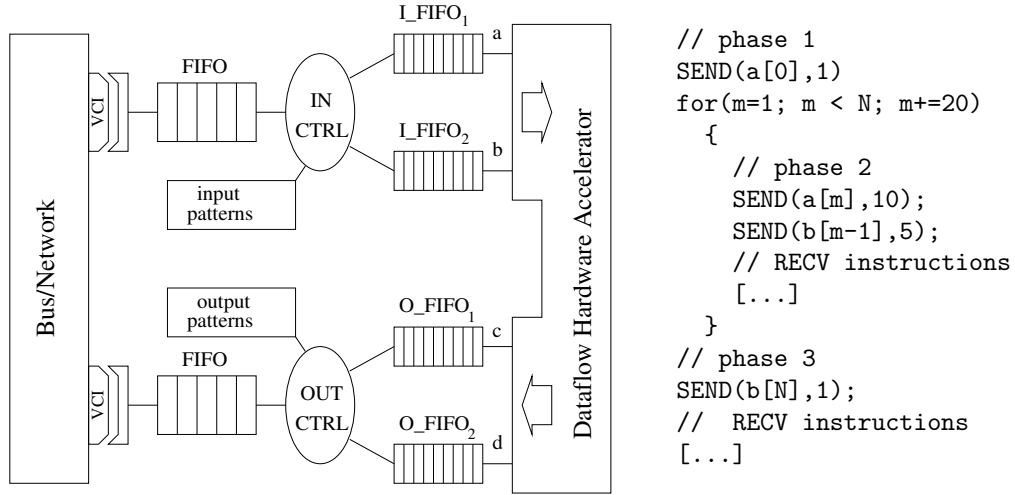 Bus/Network
VCI
FIFO
IN
CTRL
input
patterns
I_FIFO1
a
I_FIFO2
b
Dataflow Hardware Accelerator
output
patterns
VCI
FIFO
OUT
CTRL
O_FIFO1
c
O_FIFO2
d
// phase 1
SEND(a[0],1)
for(m=1; m < N; m+=20)
{
// phase 2
SEND(a[m],10);
SEND(b[m-1],5);
// RECV instructions
[...]
}
// phase 3
SEND(b[N],1);
//  RECV instructions
[...]